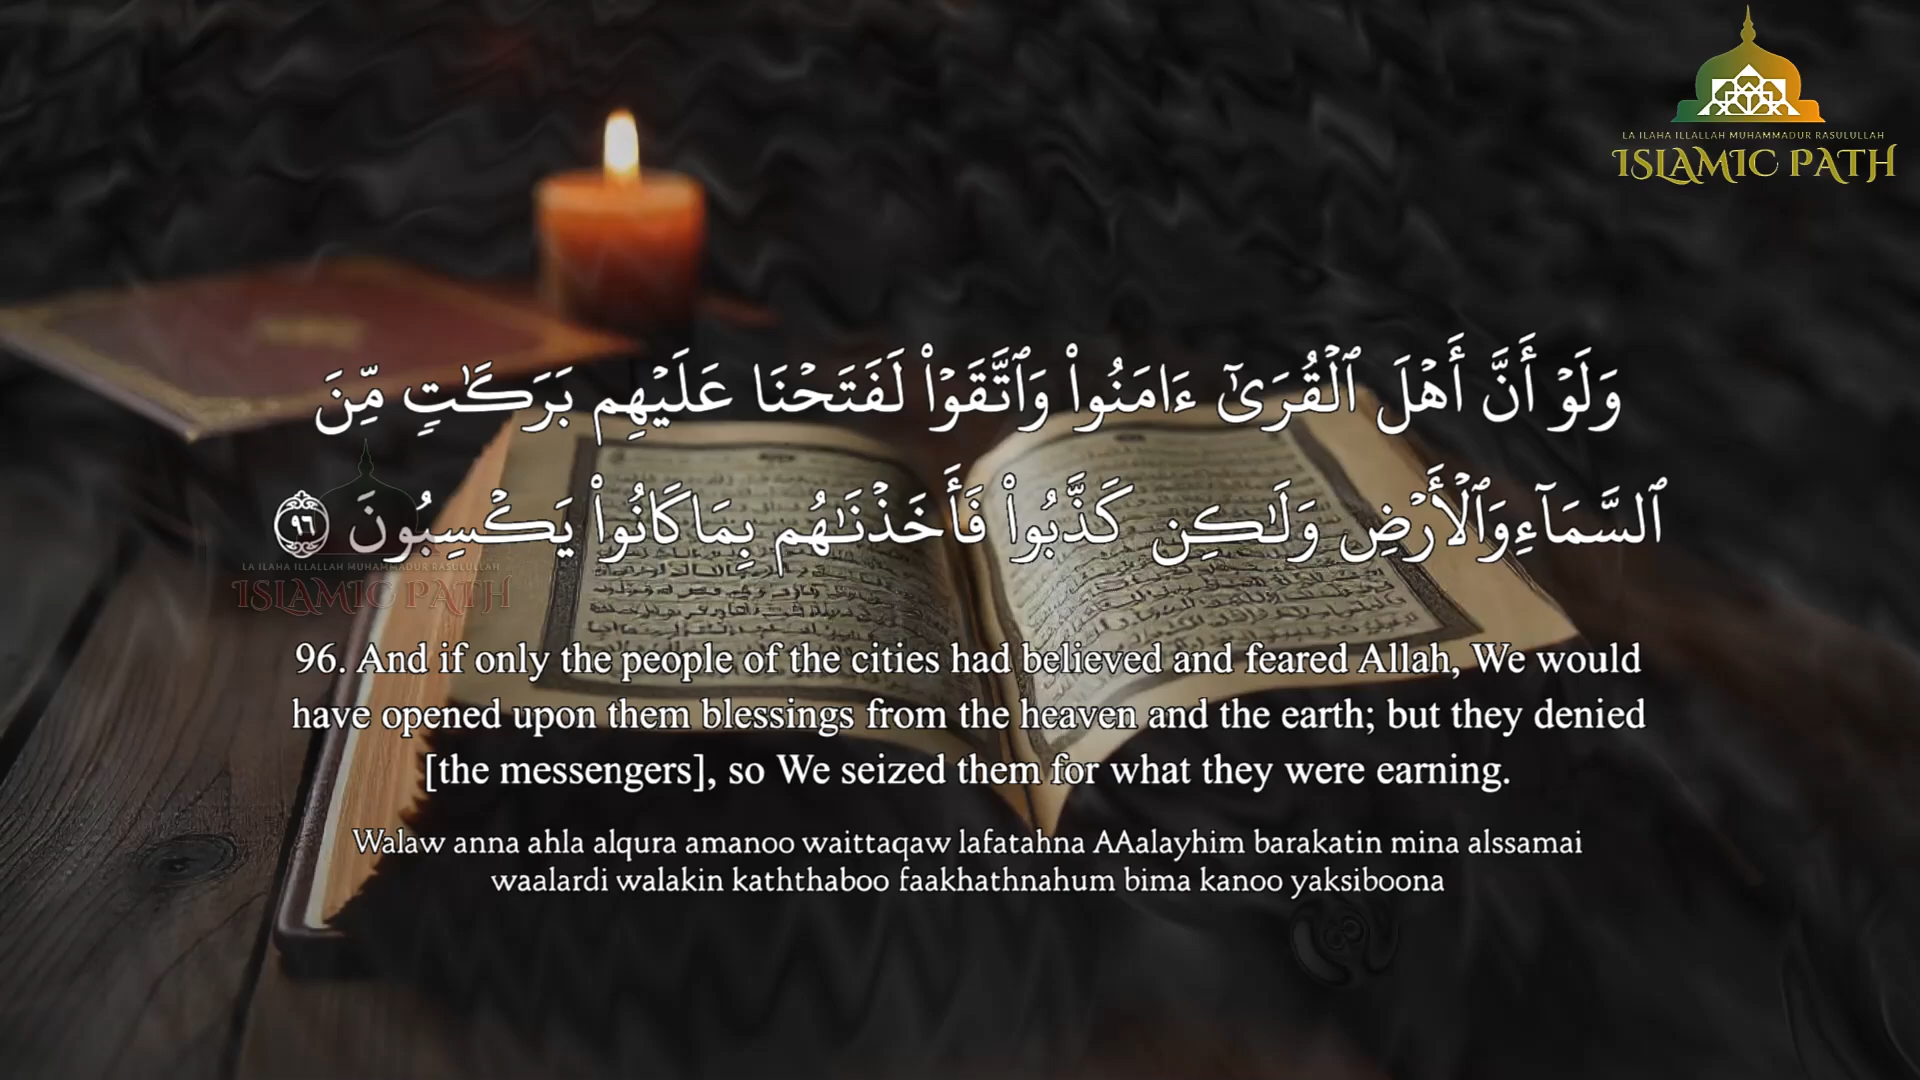 LA ILAHA ILLALLAH MUHAMMADUR RASULULLAH
ISLAMIC PATH
وَلَوْ أَنَّ أَهْلَ ٱلْقُرَىٰٓ ءَامَنُوا۟ وَٱتَّقَوْا۟ لَفَتَحْنَا عَلَيْهِم بَرَكَـٰتٍ مِّنَ
ٱلسَّمَآءِ وَٱلْأَرْضِ وَلَـٰكِن كَذَّبُوا۟ فَأَخَذْنَـٰهُم بِمَا كَانُوا۟ يَكْسِبُونَ ٩٦
LA ILAHA ILLALLAH MUHAMMADUR RASULULLAH
ISLAMIC PATH
96. And if only the people of the cities had believed and feared Allah, We would
have opened upon them blessings from the heaven and the earth; but they denied
[the messengers], so We seized them for what they were earning.
Walaw anna ahla alqura amanoo waittaqaw lafatahna AAalayhim barakatin mina alssamai
waalardi walakin kaththaboo faakhathnahum bima kanoo yaksiboona